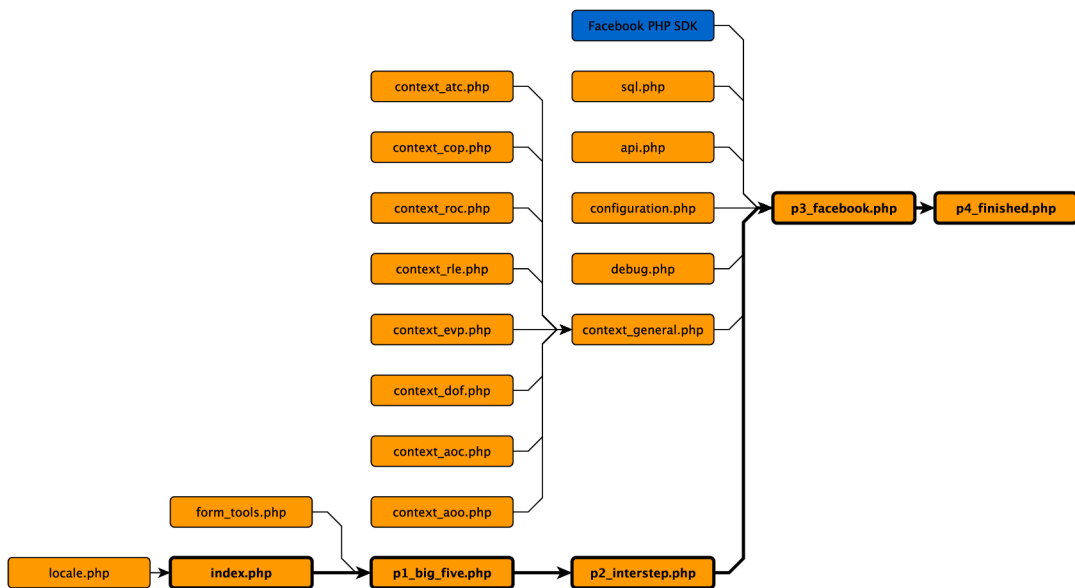 Facebook PHP SDK
context_atc.php
sql.php
context_cop.php
api.php
context_roc.php
configuration.php
p3_facebook.php
p4_finished.php
context_rle.php
debug.php
context_evp.php
context_general.php
context_dof.php
context_aoc.php
form_tools.php
context_aoo.php
locale.php
index.php
p1_big_five.php
p2_interstep.php